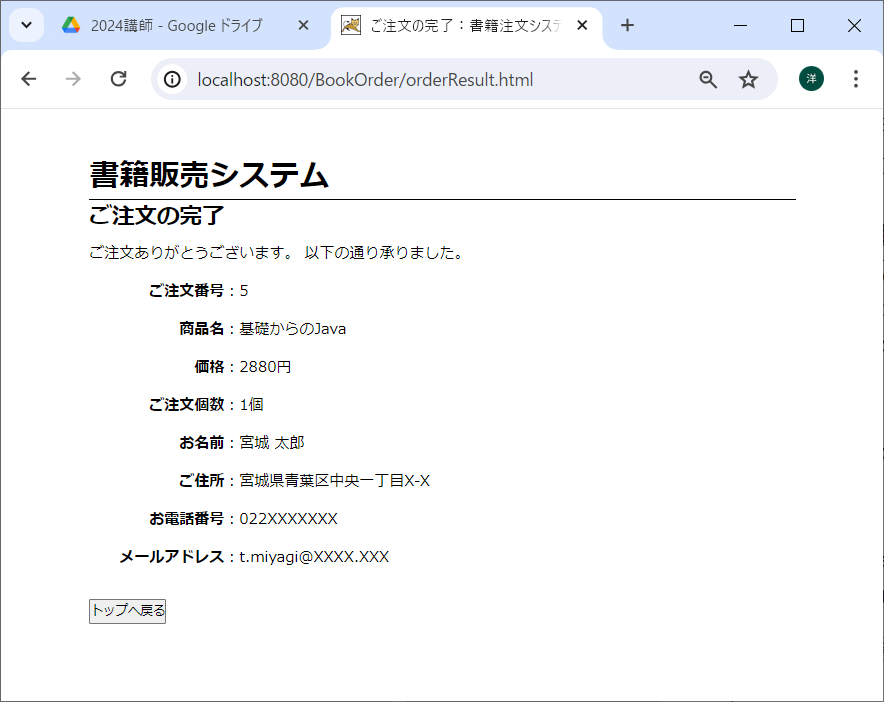 2024講師 - Google ドライブ
ご注文の完了：書籍注文システ
localhost:8080/BookOrder/orderResult.html
洋
書籍販売システム
ご注文の完了
ご注文ありがとうございます。 以下の通り承りました。
ご注文番号：5
商品名：基礎からのJava
価格：2880円
ご注文個数：1個
お名前：宮城 太郎
ご住所：宮城県青葉区中央一丁目X-X
お電話番号：022XXXXXXX
メールアドレス：t.miyagi@XXXX.XXX
トップへ戻る